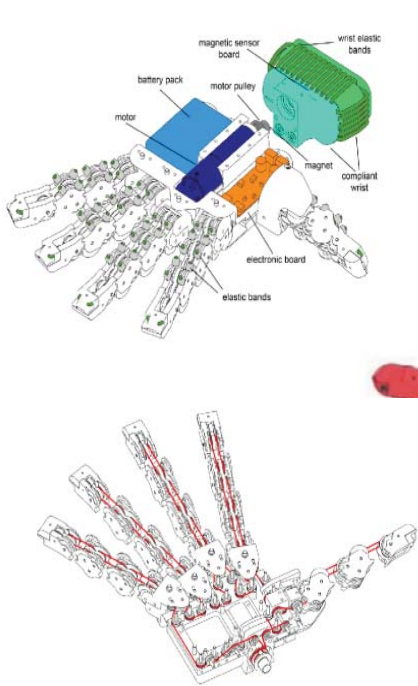 wrist elastic
bands
magnetic sensor
board
battery pack
motor pulley
motor
magnet
compliant
wrist
electronic board
elastic bands